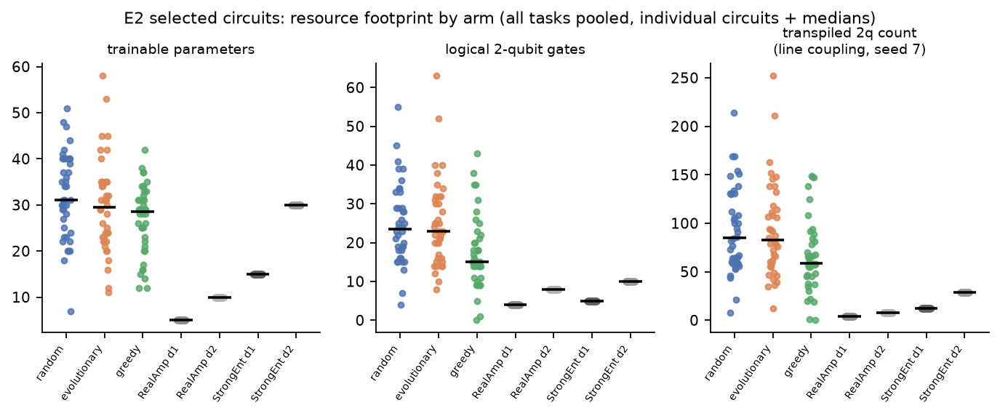 E2 selected circuits: resource footprint by arm (all tasks pooled, individual circuits + medians)
trainable parameters
60
50
40
30
20
10
random
evolutionary
greedy
RealAmp d1
RealAmp d2
StrongEnt d1
StrongEnt d2
logical 2-qubit gates
60
50
40
30
20
10
0
random
evolutionary
greedy
RealAmp d1
RealAmp d2
StrongEnt d1
StrongEnt d2
transpiled 2q count
(line coupling, seed 7)
250
200
150
100
50
0
random
evolutionary
greedy
RealAmp d1
RealAmp d2
StrongEnt d1
StrongEnt d2